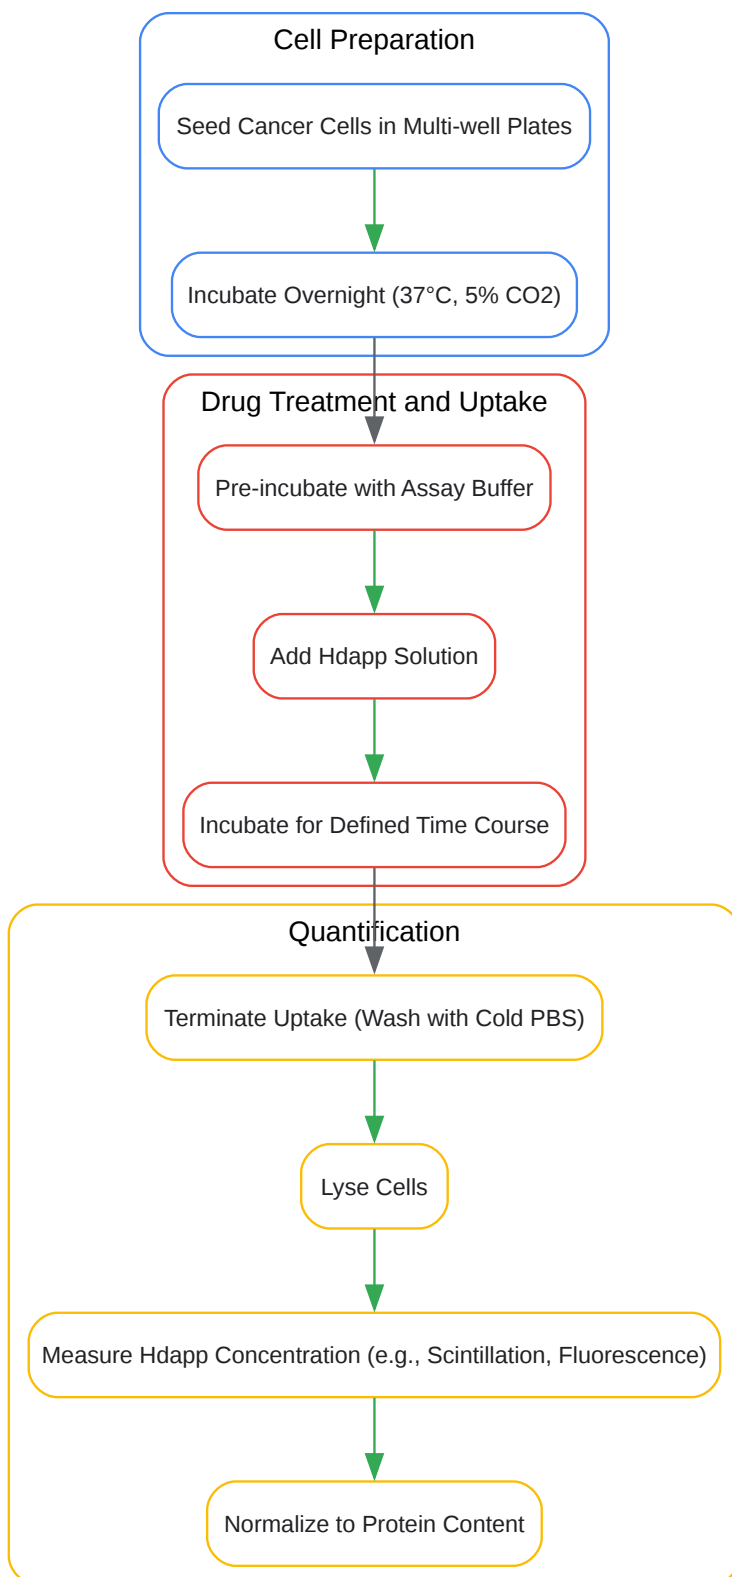 Cell Preparation
Seed Cancer Cells in Multi-well Plates
Incubate Overnight (37°C, 5% CO2)
Drug Treatment and Uptake
Pre-incubate with Assay Buffer
Add Hdapp Solution
Incubate for Defined Time Course
Quantification
Terminate Uptake (Wash with Cold PBS)
Lyse Cells
Measure Hdapp Concentration (e.g., Scintillation, Fluorescence)
Normalize to Protein Content